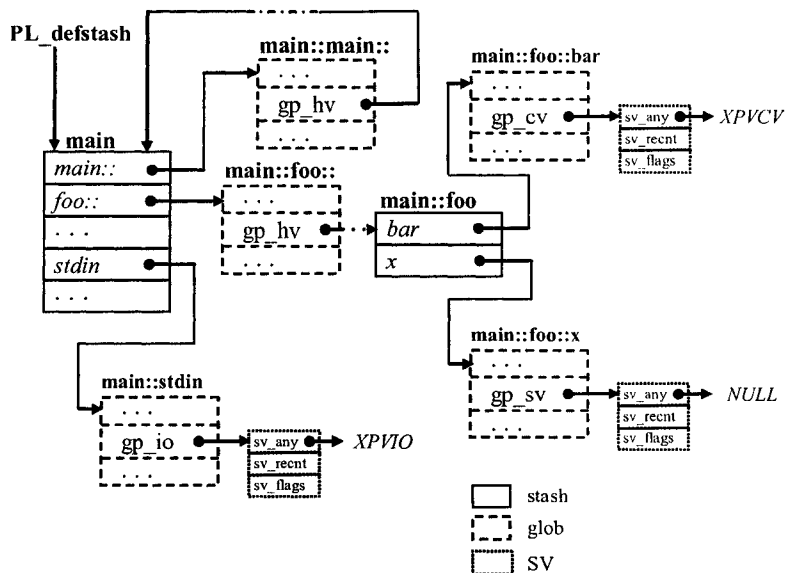 PL_defstash
main
main::
foo::
. . .
stdin
. . .
main::main::
. . .
gp_hv
. . .
main::foo::
. . .
gp_hv
. . .
main::foo
bar
x
main::foo::bar
. . .
gp_cv
. . .
sv_any
sv_recnt
sv_flags
XPVCV
main::foo::x
. . .
gp_sv
. . .
sv_any
sv_recnt
sv_flags
NULL
main::stdin
. . .
gp_io
. . .
sv_any
sv_recnt
sv_flags
XPVIO
stash
glob
SV